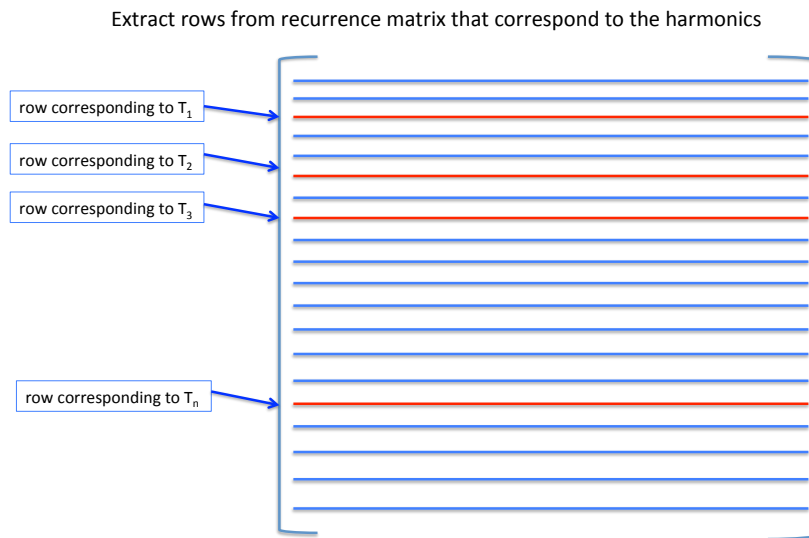 Extract rows from recurrence matrix that correspond to the harmonics
row corresponding to T₁
row corresponding to T₂
row corresponding to T₃
row corresponding to Tₙ